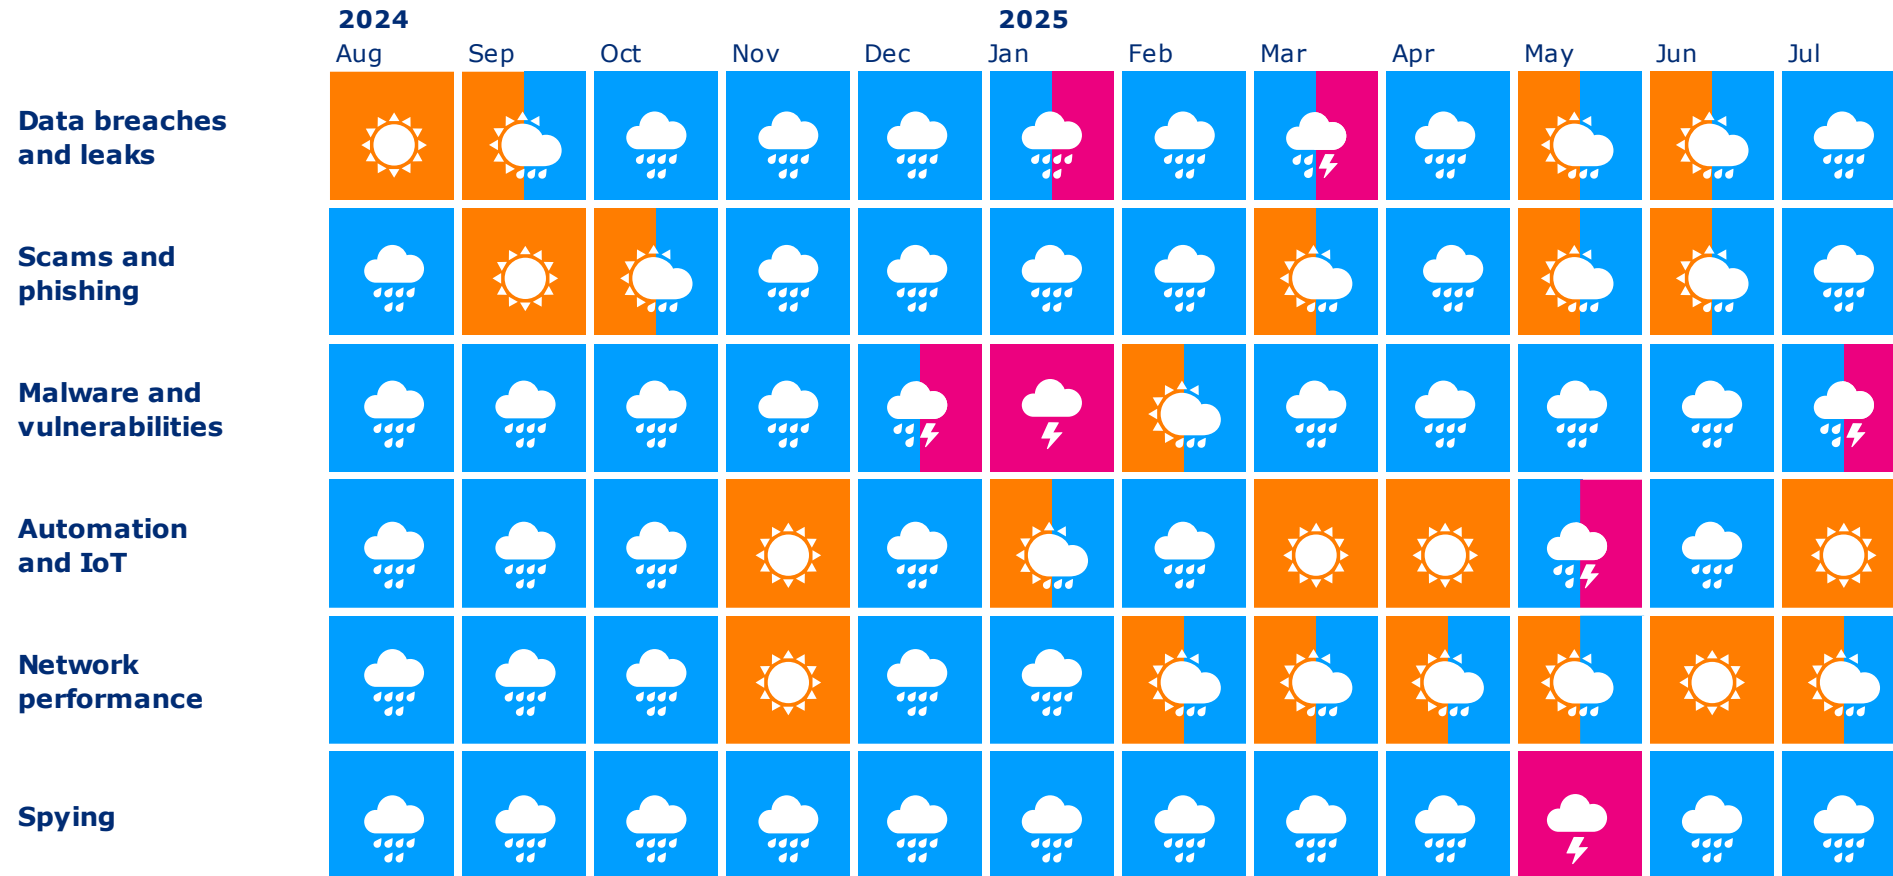 2024 2025
Aug Sep Oct Nov Dec Jan Feb Mar Apr May Jun Jul
Data breaches
and leaks
Scams and
phishing
Malware and
vulnerabilities
Automation
and IoT
Network
performance
Spying